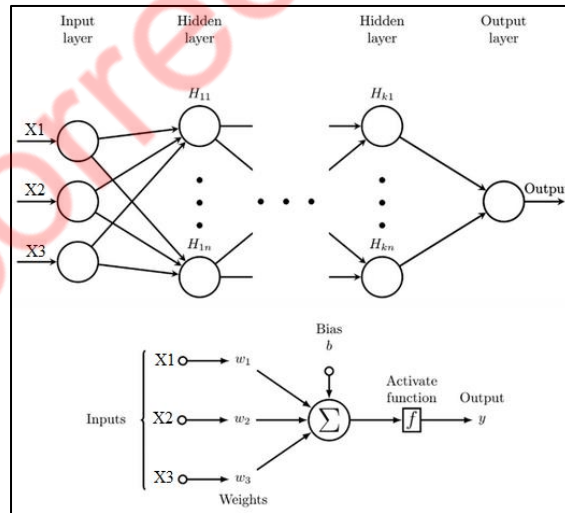 Input layer
Hidden layer
Hidden layer
Output layer
H11
Hk1
X1
X2
X3
Output
H1n
Hkn
Bias
b
X1
w1
Activate function
Output
Inputs
X2
w2
Σ
f
y
X3
w3
Weights